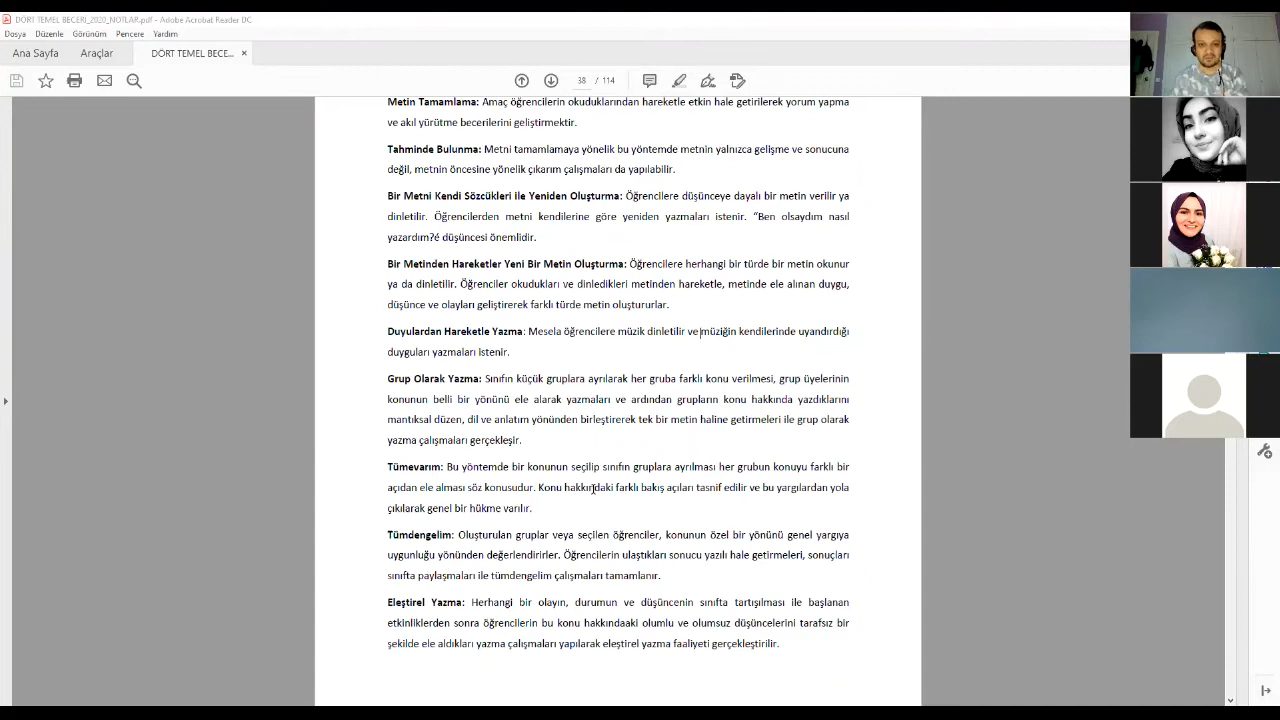 DÖRT TEMEL BECERİ_2020_NOTLAR.pdf - Adobe Acrobat Reader DC
Dosya Düzenle Görünüm Pencere Yardım
Ana Sayfa Araçlar DÖRT TEMEL BECE... ×
38 / 114
Metin Tamamlama: Amaç öğrencilerin okuduklarından hareketle etkin hale getirilerek yorum yapma
ve akıl yürütme becerilerini geliştirmektir.
Tahminde Bulunma: Metni tamamlamaya yönelik bu yöntemde metnin yalnızca gelişme ve sonucuna
değil, metnin öncesine yönelik çıkarım çalışmaları da yapılabilir.
Bir Metni Kendi Sözcükleri ile Yeniden Oluşturma: Öğrencilere düşünceye dayalı bir metin verilir ya
dinletilir. Öğrencilerden metni kendilerine göre yeniden yazmaları istenir. “Ben olsaydım nasıl
yazardım?é düşüncesi önemlidir.
Bir Metinden Hareketler Yeni Bir Metin Oluşturma: Öğrencilere herhangi bir türde bir metin okunur
ya da dinletilir. Öğrenciler okudukları ve dinledikleri metinden hareketle, metinde ele alınan duygu,
düşünce ve olayları geliştirerek farklı türde metin oluştururlar.
Duyulardan Hareketle Yazma: Mesela öğrencilere müzik dinletilir ve müziğin kendilerinde uyandırdığı
duyguları yazmaları istenir.
Grup Olarak Yazma: Sınıfın küçük gruplara ayrılarak her gruba farklı konu verilmesi, grup üyelerinin
konunun belli bir yönünü ele alarak yazmaları ve ardından grupların konu hakkında yazdıklarını
mantıksal düzen, dil ve anlatım yönünden birleştirerek tek bir metin haline getirmeleri ile grup olarak
yazma çalışmaları gerçekleşir.
Tümevarım: Bu yöntemde bir konunun seçilip sınıfın gruplara ayrılması her grubun konuyu farklı bir
açıdan ele alması söz konusudur. Konu hakkındaki farklı bakış açıları tasnif edilir ve bu yargılardan yola
çıkılarak genel bir hükme varılır.
Tümdengelim: Oluşturulan gruplar veya seçilen öğrenciler, konunun özel bir yönünü genel yargıya
uygunluğu yönünden değerlendirirler. Öğrencilerin ulaştıkları sonucu yazılı hale getirmeleri, sonuçları
sınıfta paylaşmaları ile tümdengelim çalışmaları tamamlanır.
Eleştirel Yazma: Herhangi bir olayın, durumun ve düşüncenin sınıfta tartışılması ile başlanan
etkinliklerden sonra öğrencilerin bu konu hakkındaaki olumlu ve olumsuz düşüncelerini tarafsız bir
şekilde ele aldıkları yazma çalışmaları yapılarak eleştirel yazma faaliyeti gerçekleştirilir.